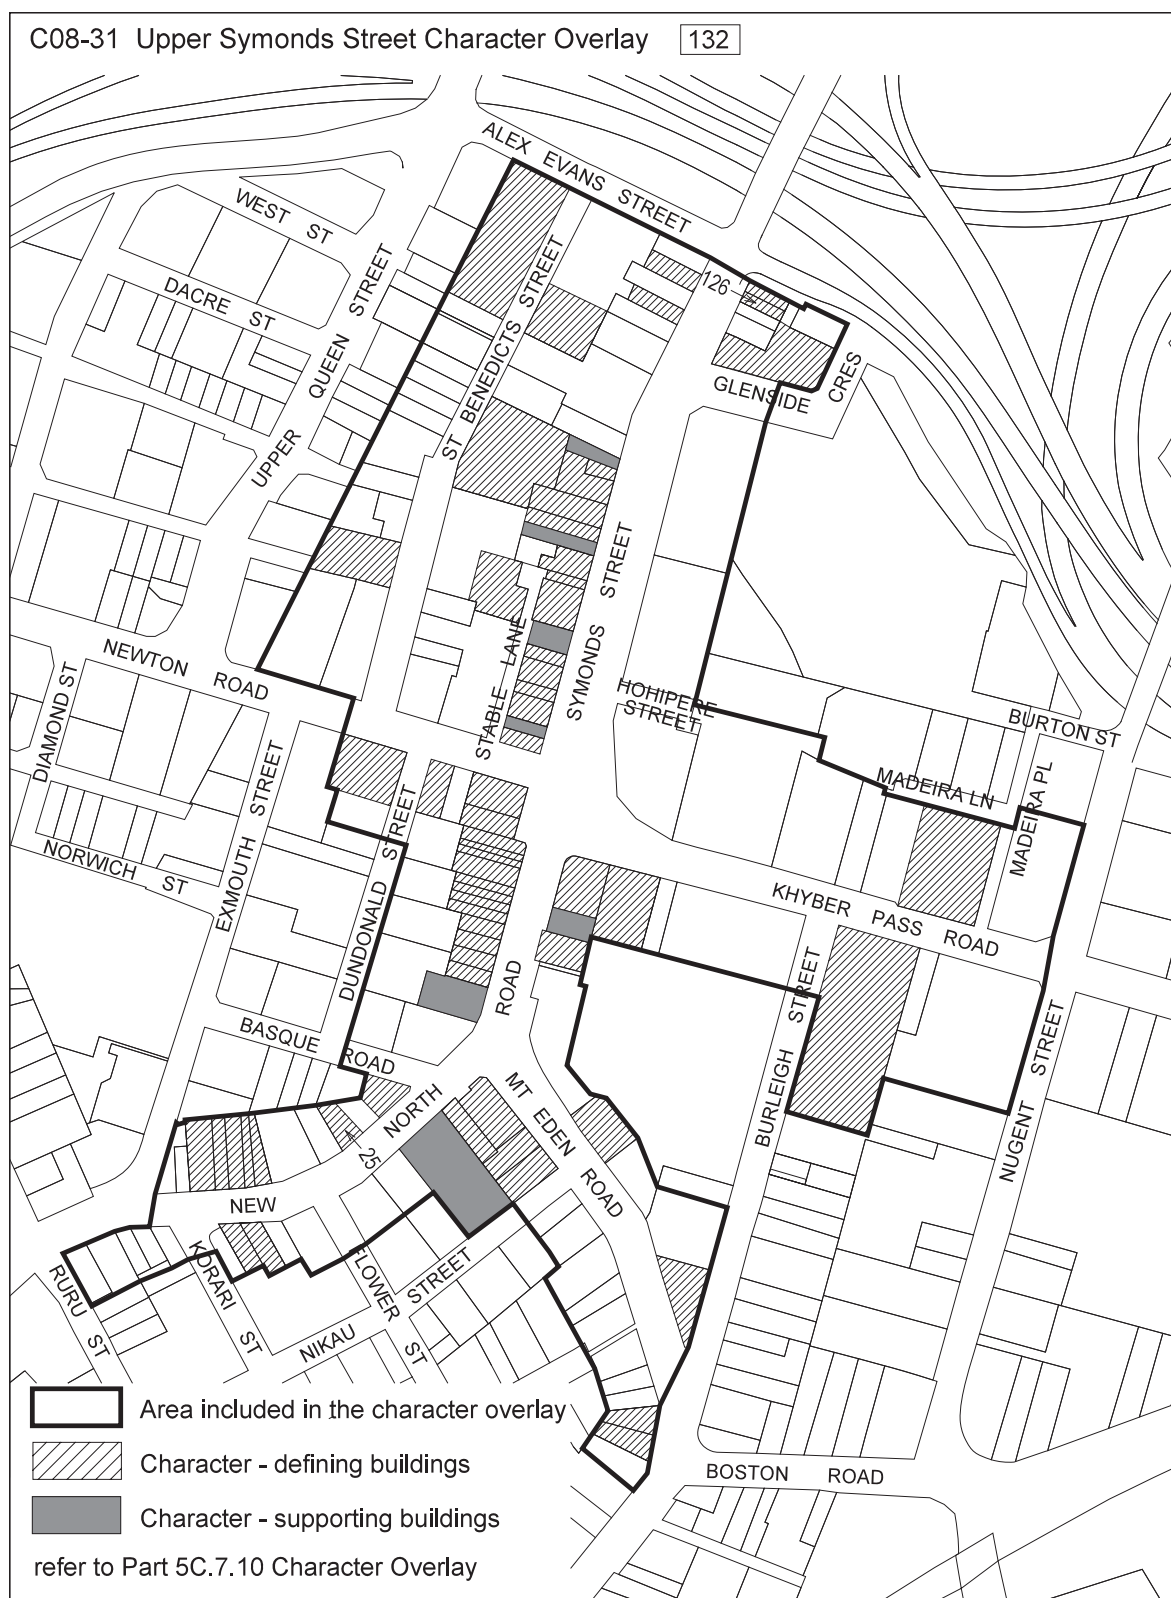 C08-31 Upper Symonds Street Character Overlay 132
ALEX EVANS STREET
WEST ST
DACRE ST
UPPER QUEEN STREET
ST BENEDICTS STREET
126
GLENSIDE CRES
SYMONDS STREET
STABLE LANE
NEWTON ROAD
DIAMOND ST
HOHIPERE
STREET
BURTON ST
MADEIRA LN
MADEIRA PL
EXMOUTH STREET
NORWICH ST
DUNDONALD STREET
KHYBER PASS ROAD
BASQUE ROAD
ROAD
BURLEIGH STREET
NUGENT STREET
MT EDEN ROAD
NEW NORTH
25
RURU ST
KORARI ST
FLOWER ST
NIKAU STREET
BOSTON ROAD
Area included in the character overlay
Character - defining buildings
Character - supporting buildings
refer to Part 5C.7.10 Character Overlay